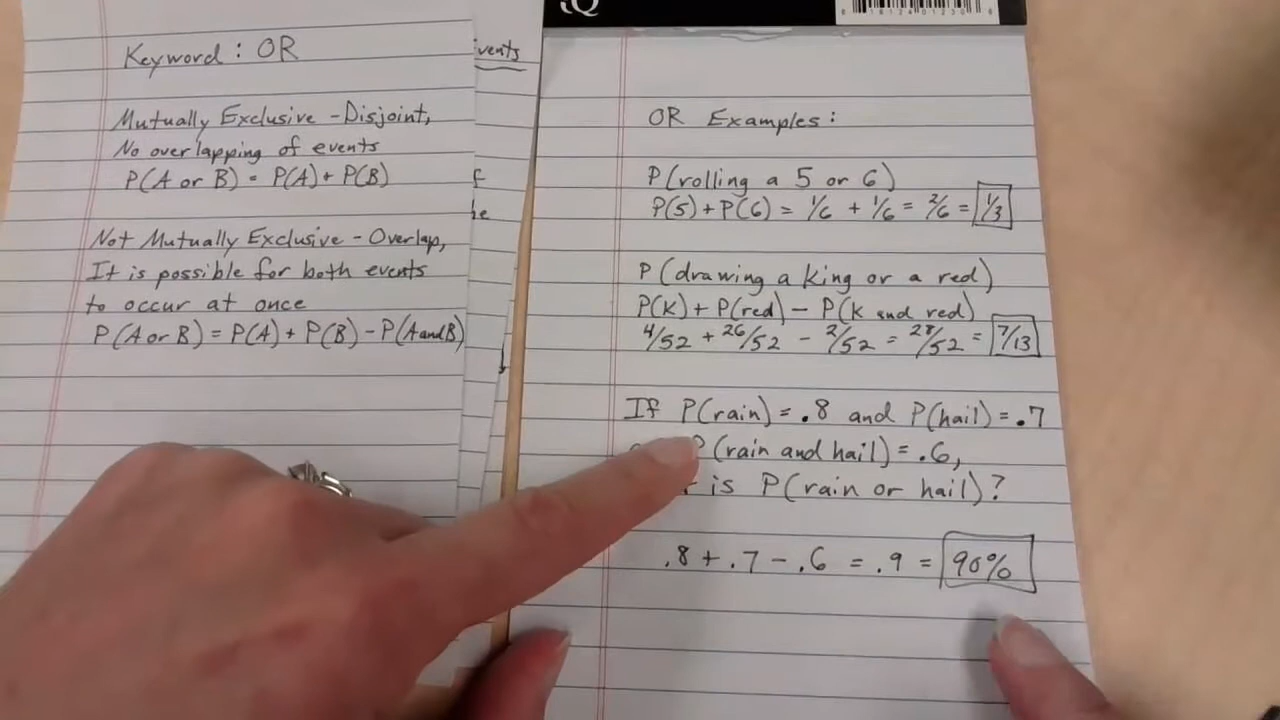 iQ
Keyword: OR
Mutually Exclusive - Disjoint,
No overlapping of events
P(A or B) = P(A) + P(B)
Not Mutually Exclusive - Overlap,
It is possible for both events
to occur at once
P(A or B) = P(A) + P(B) - P(A and B)
OR Examples:
P(rolling a 5 or 6)
P(5) + P(6) = 1/6 + 1/6 = 2/6 = 1/3
P(drawing a king or a red)
P(K) + P(red) - P(K and red)
4/52 + 26/52 - 2/52 = 28/52 = 7/13
If P(rain) = .8 and P(hail) = .7
P(rain and hail) = .6,
is P(rain or hail)?
.8 + .7 - .6 = .9 = 90%